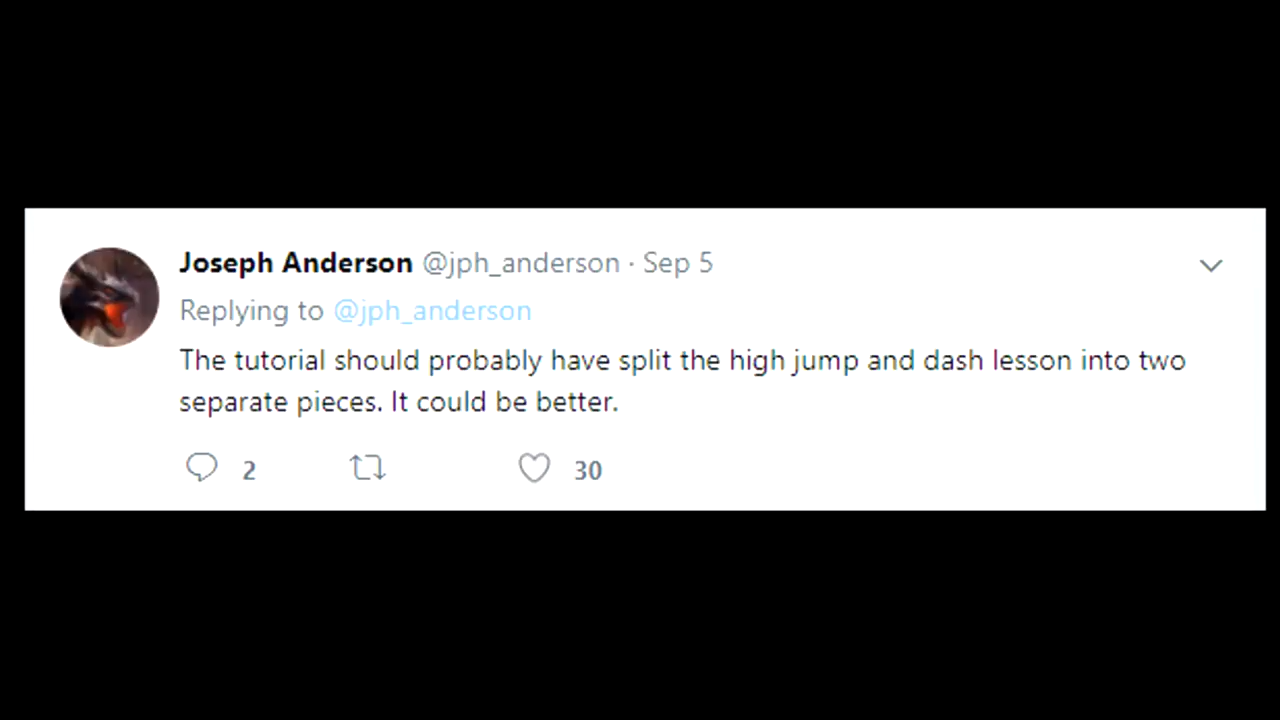 Joseph Anderson @jph_anderson · Sep 5
Replying to @jph_anderson
The tutorial should probably have split the high jump and dash lesson into two
separate pieces. It could be better.
2 30